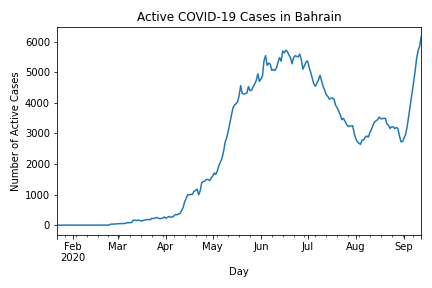 Active COVID-19 Cases in Bahrain
Number of Active Cases
6000
5000
4000
3000
2000
1000
0
Feb Mar Apr May Jun Jul Aug Sep
2020
Day